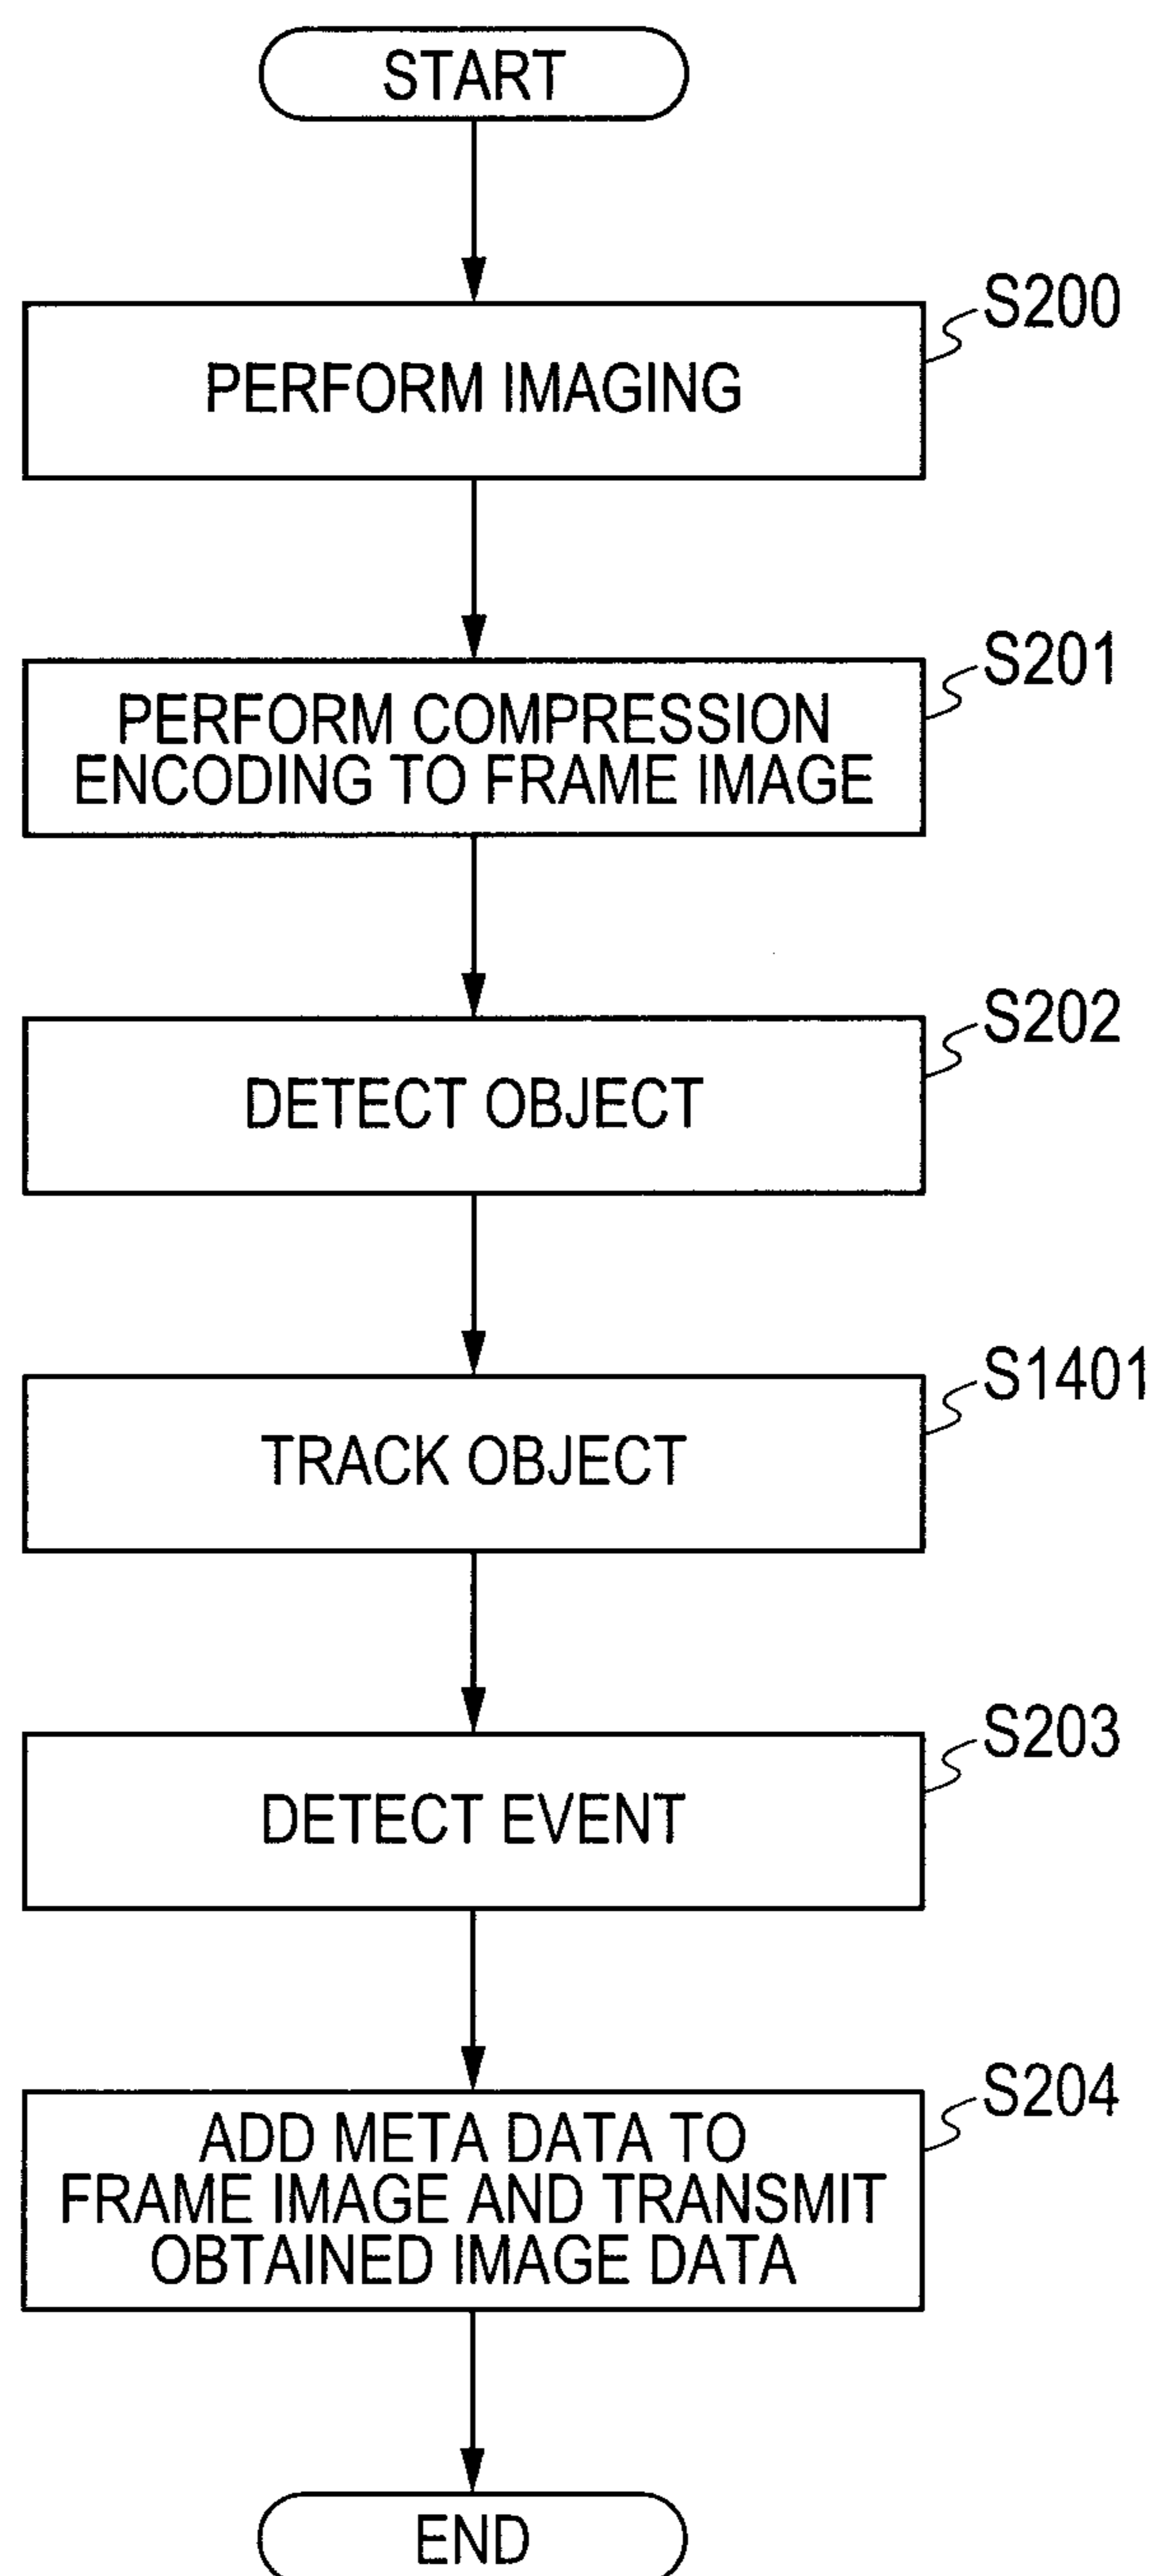 START
S200
PERFORM IMAGING
S201
PERFORM COMPRESSION
ENCODING TO FRAME IMAGE
S202
DETECT OBJECT
S1401
TRACK OBJECT
S203
DETECT EVENT
S204
ADD META DATA TO
FRAME IMAGE AND TRANSMIT
OBTAINED IMAGE DATA
END